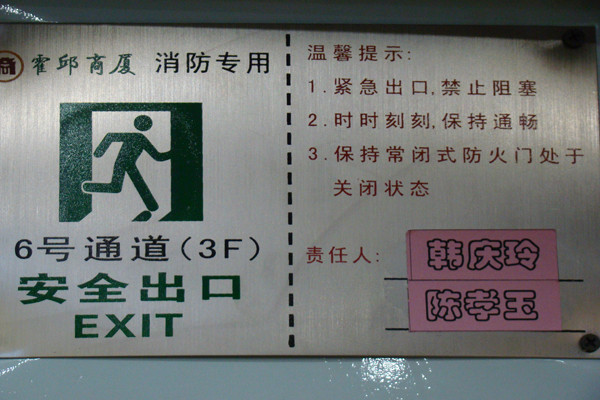 霍邱商厦 消防专用
6号通道(3F)
安全出口
EXIT
温馨提示:
1.紧急出口,禁止阻塞
2.时时刻刻,保持通畅
3.保持常闭式防火门处于
关闭状态
责任人:
韩庆玲
陈孝玉